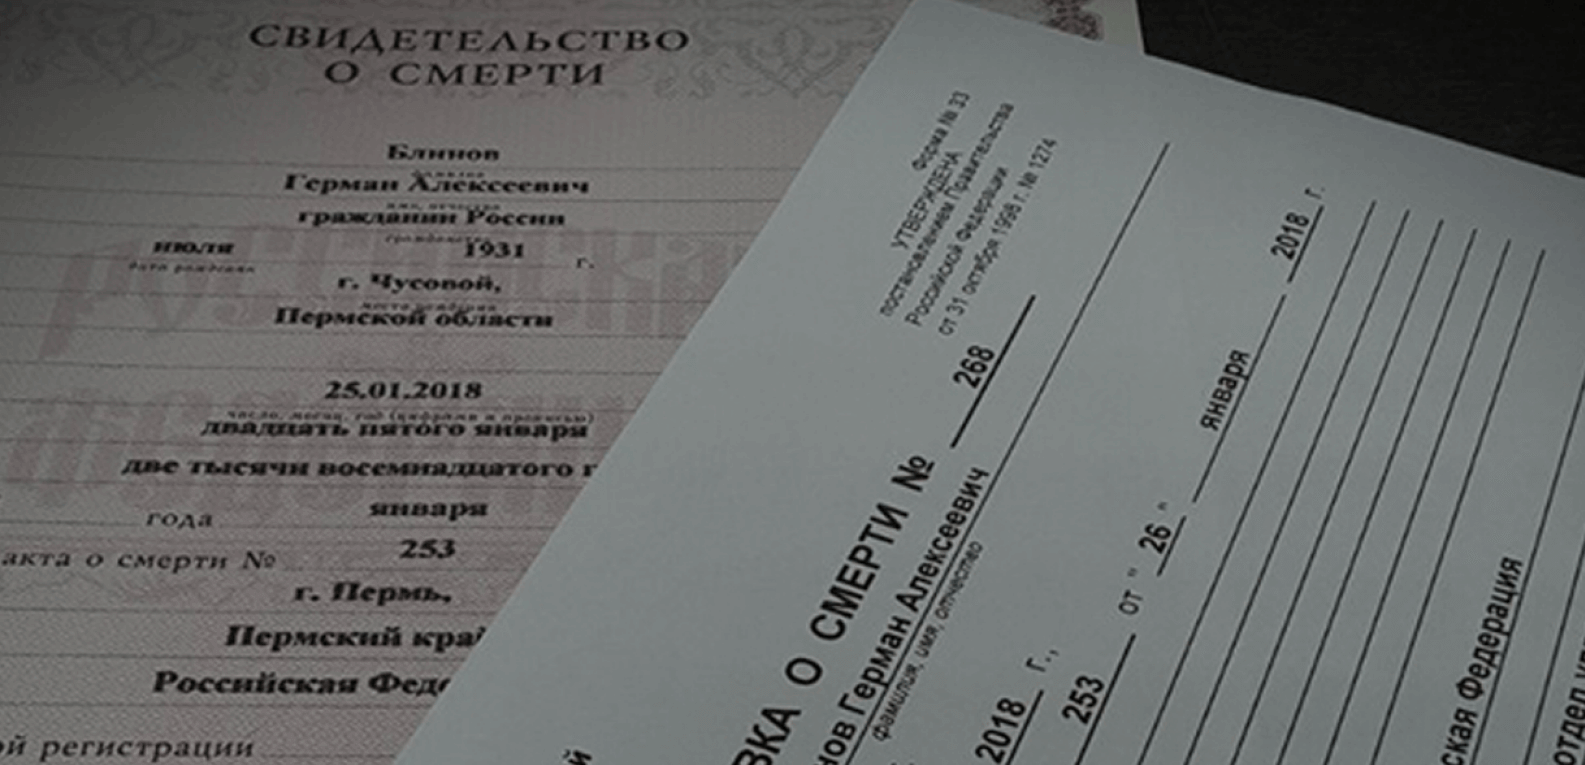 СВИДЕТЕЛЬСТВО
О СМЕРТИ
Блинов
Герман Алексеевич
гражданин России
гражданство
июля 1931 г.
дата рождения
г. Чусовой,
место рождения
Пермской области
25.01.2018
число, месяц, год (цифрами и прописью)
двадцать пятого января
две тысячи восемнадцатого г
января
года
акта о смерти № 253
г. Пермь,
Пермский край
Российская Феде
ой регистрации
Форма № 33
УТВЕРЖДЕНА
постановлением Правительства
Российской Федерации
от 31 октября 1998 г. № 1274
ВКА О СМЕРТИ № 268
нов Герман Алексеевич
фамилия, имя, отчество
2018 г.,
253 от " 26 " января 2018 г.
ская Федерация
отдел
й